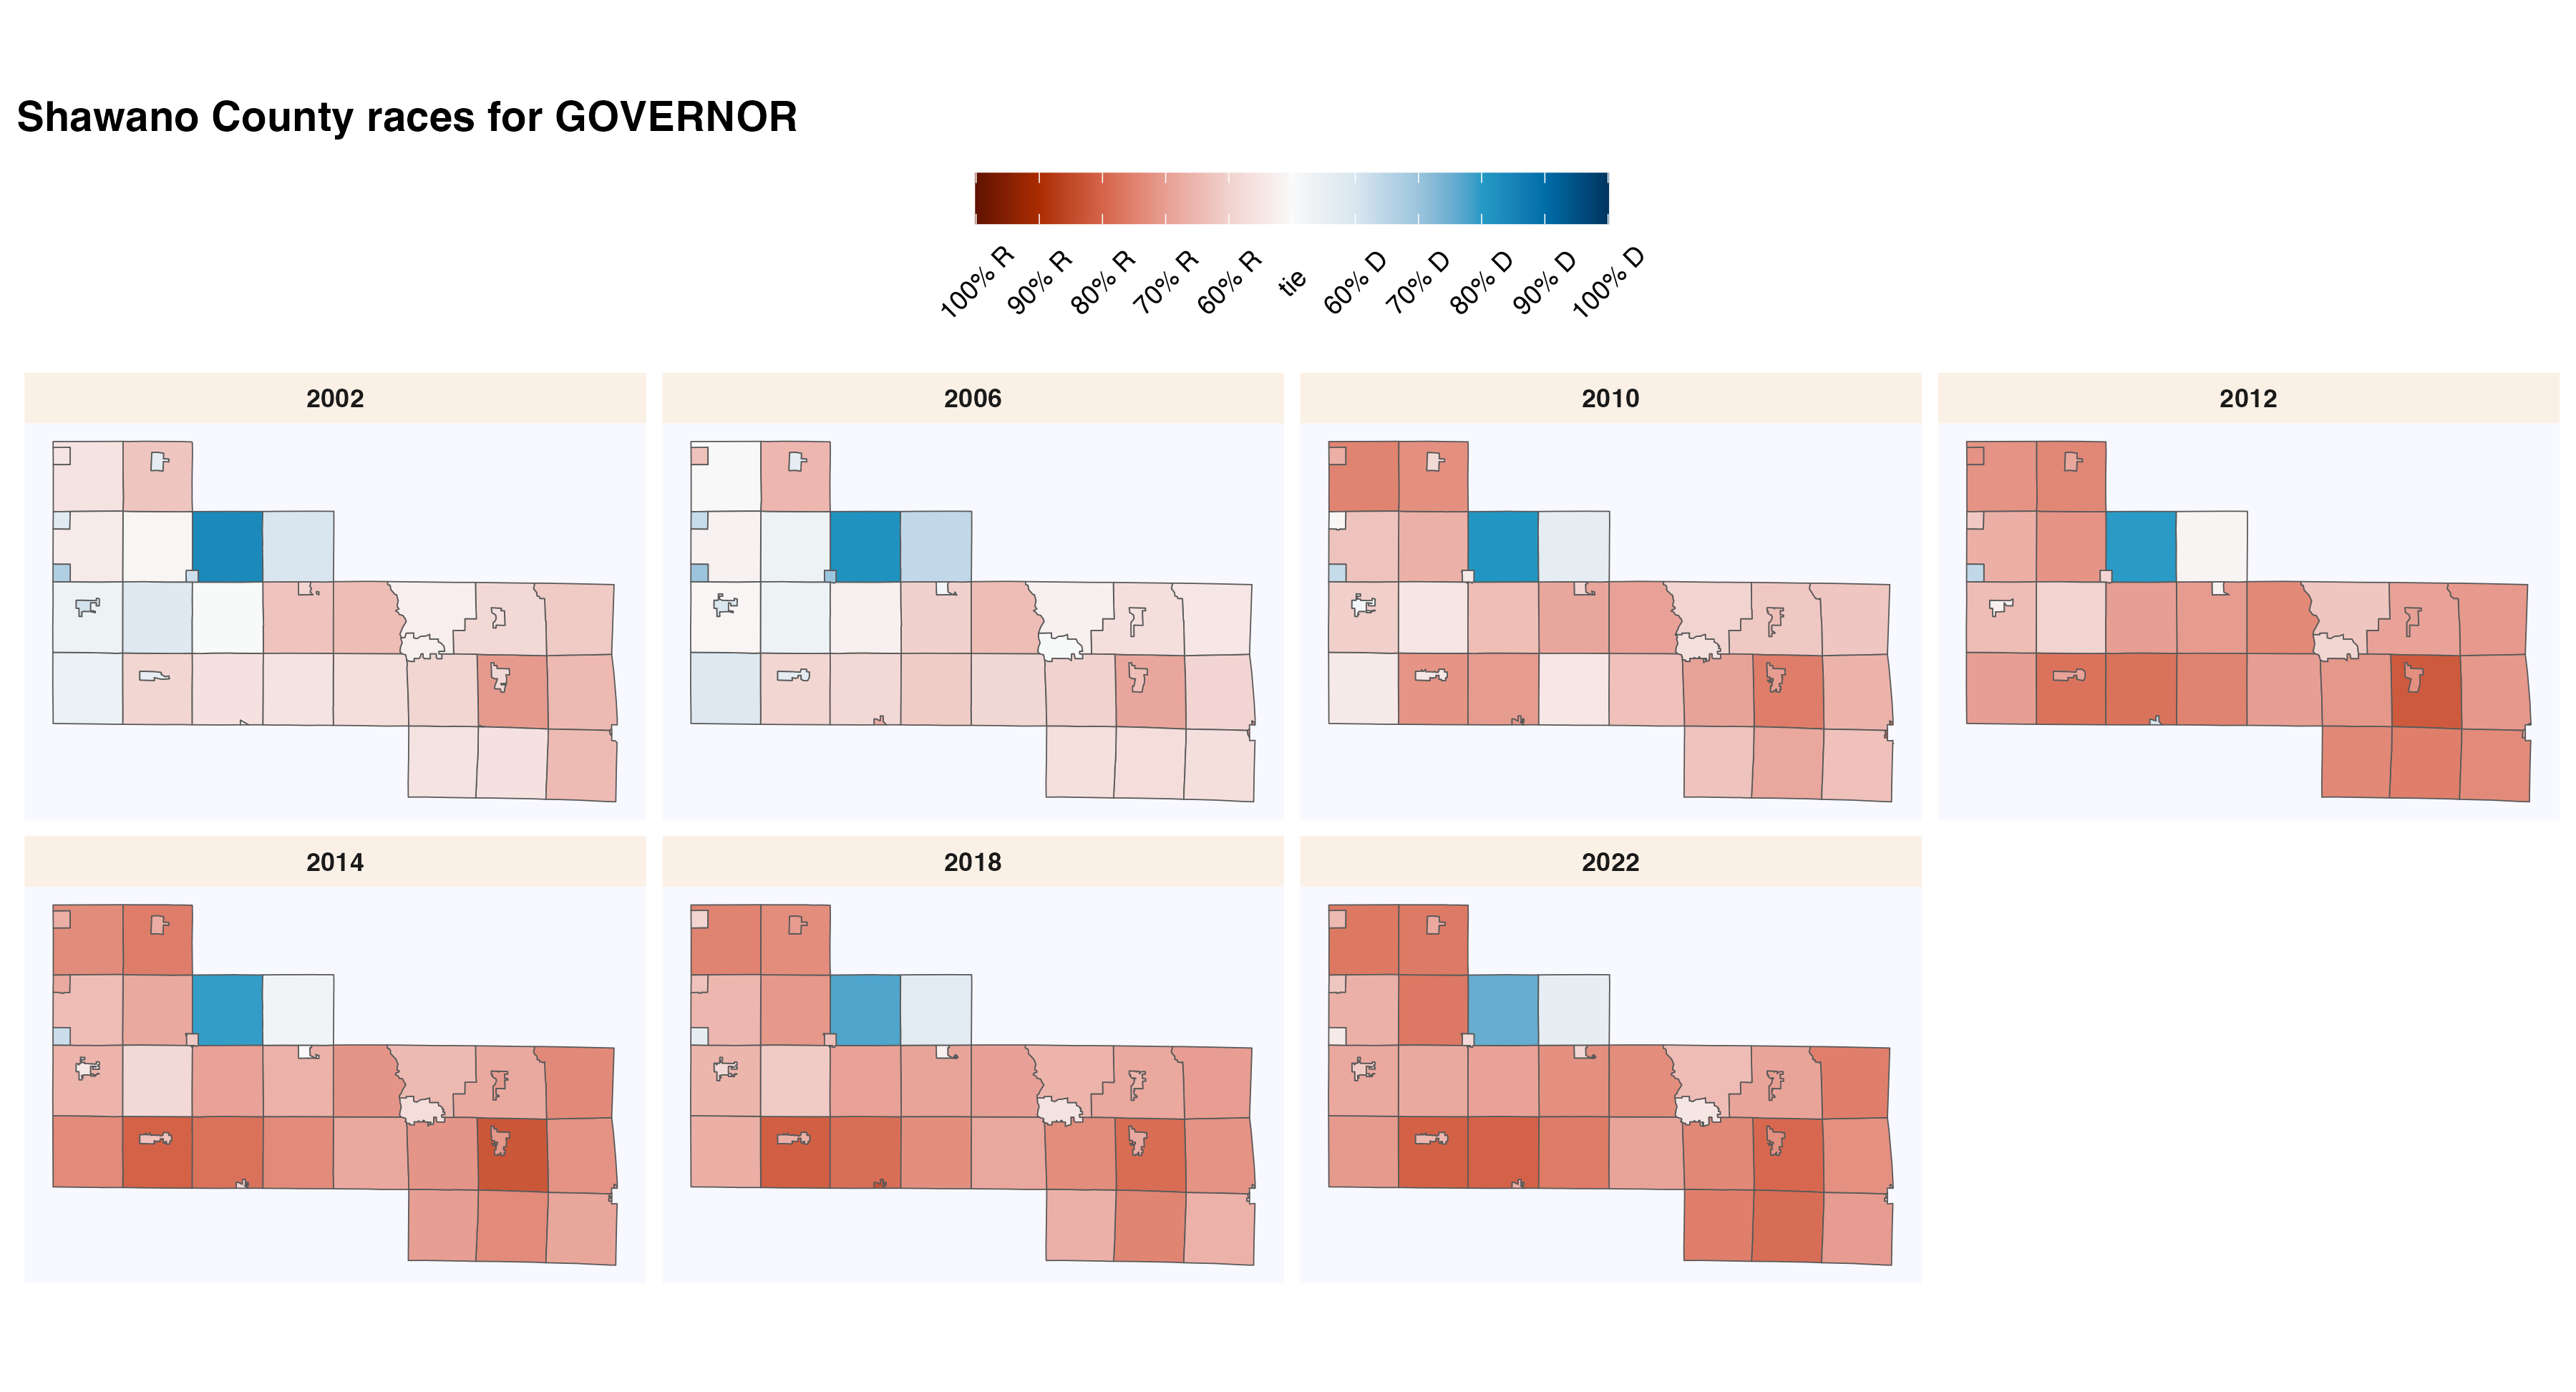 Shawano County races for GOVERNOR
100% R
90% R
80% R
70% R
60% R
tie
60% D
70% D
80% D
90% D
100% D
2002
2006
2010
2012
2014
2018
2022